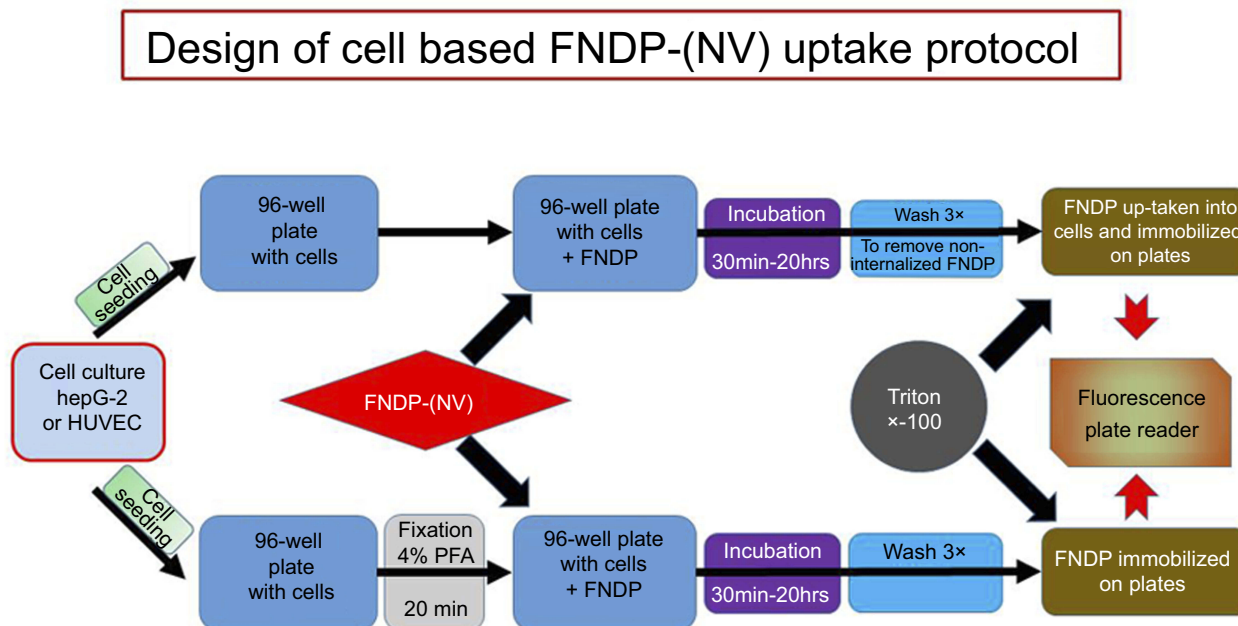 Design of cell based FNDP-(NV) uptake protocol
96-well
plate
with cells
96-well plate
with cells
+ FNDP
Incubation
30min-20hrs
Wash 3×
To remove non-
internalized FNDP
FNDP up-taken into
cells and immobilized
on plates
Cell
seeding
Cell culture
hepG-2
or HUVEC
FNDP-(NV)
Triton
×-100
Fluorescence
plate reader
Cell
seeding
96-well
plate
with cells
Fixation
4% PFA
20 min
96-well plate
with cells
+ FNDP
Incubation
30min-20hrs
Wash 3×
FNDP immobilized
on plates